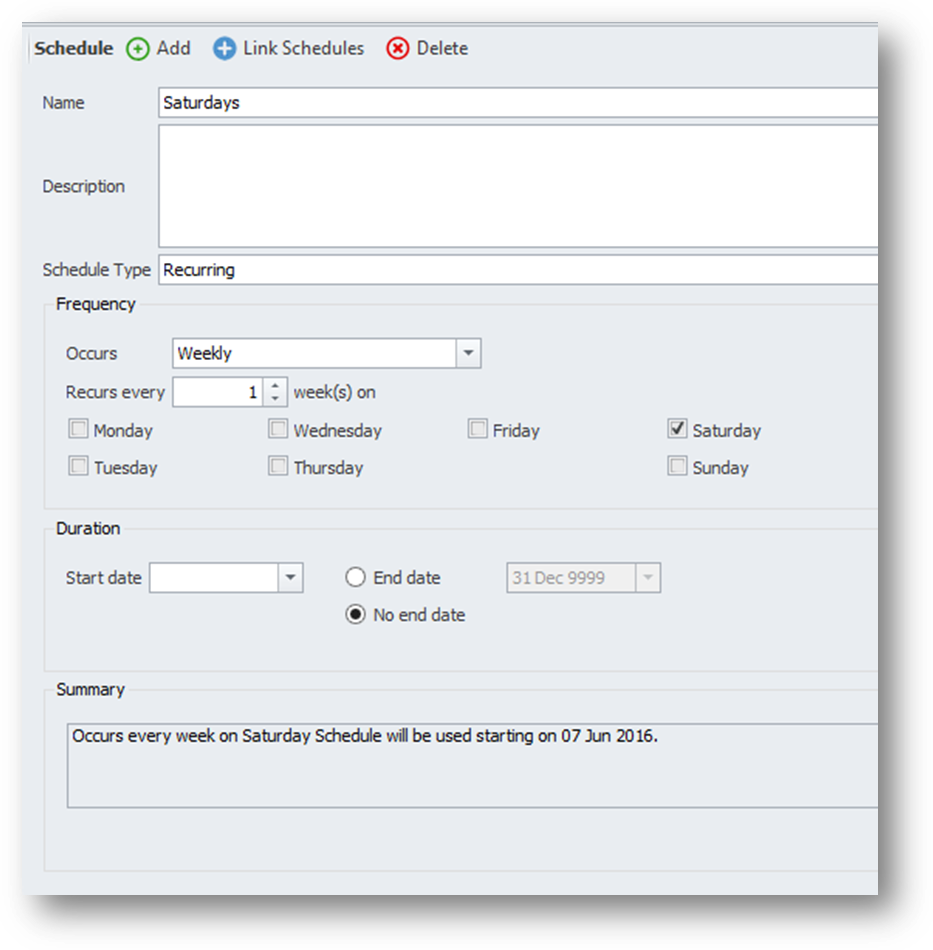 Schedule Add Link Schedules Delete
Name Saturdays
Description
Schedule Type Recurring
Frequency
Occurs Weekly
Recurs every 1 week(s) on
Monday Wednesday Friday Saturday
Tuesday Thursday Sunday
Duration
Start date End date 31 Dec 9999
No end date
Summary
Occurs every week on Saturday Schedule will be used starting on 07 Jun 2016.